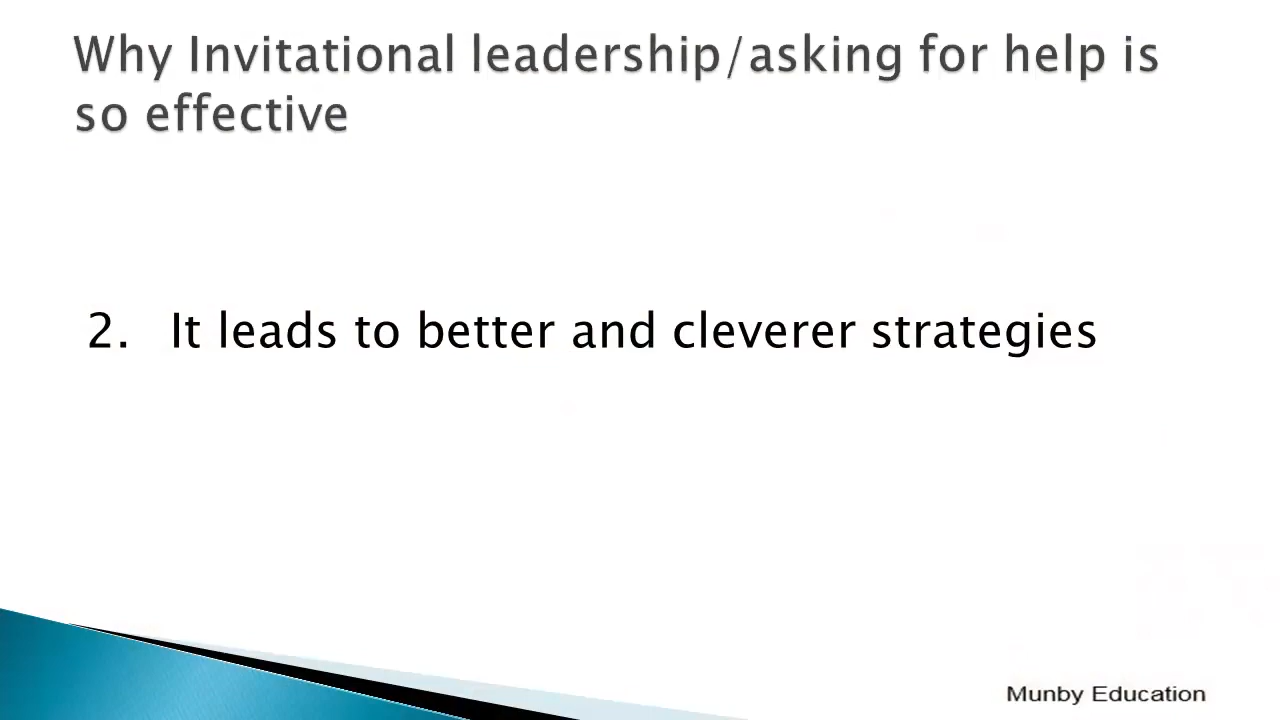 Why Invitational leadership/asking for help is
so effective
2. It leads to better and cleverer strategies
Munby Education